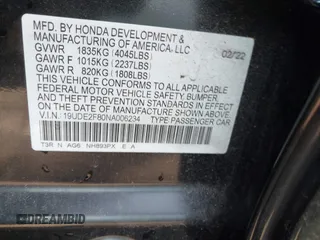 MFD. BY HONDA DEVELOPMENT &
MANUFACTURING OF AMERICA, LLC
GVWR 1835KG (4045LBS) 02/22
GAWR F 1015KG (2237LBS)
GAWR R 820KG (1808LBS)
THIS VEHICLE CONFORMS TO ALL APPLICABLE
FEDERAL MOTOR VEHICLE SAFETY, BUMPER,
AND THEFT PREVENTION STANDARDS IN EFFECT
ON THE DATE OF MANUFACTURE SHOWN ABOVE.
V.I.N. 19UDE2F80NA006234 TYPE PASSENGER CAR
T3R N AG6 NH893PX E A
DREAMBID